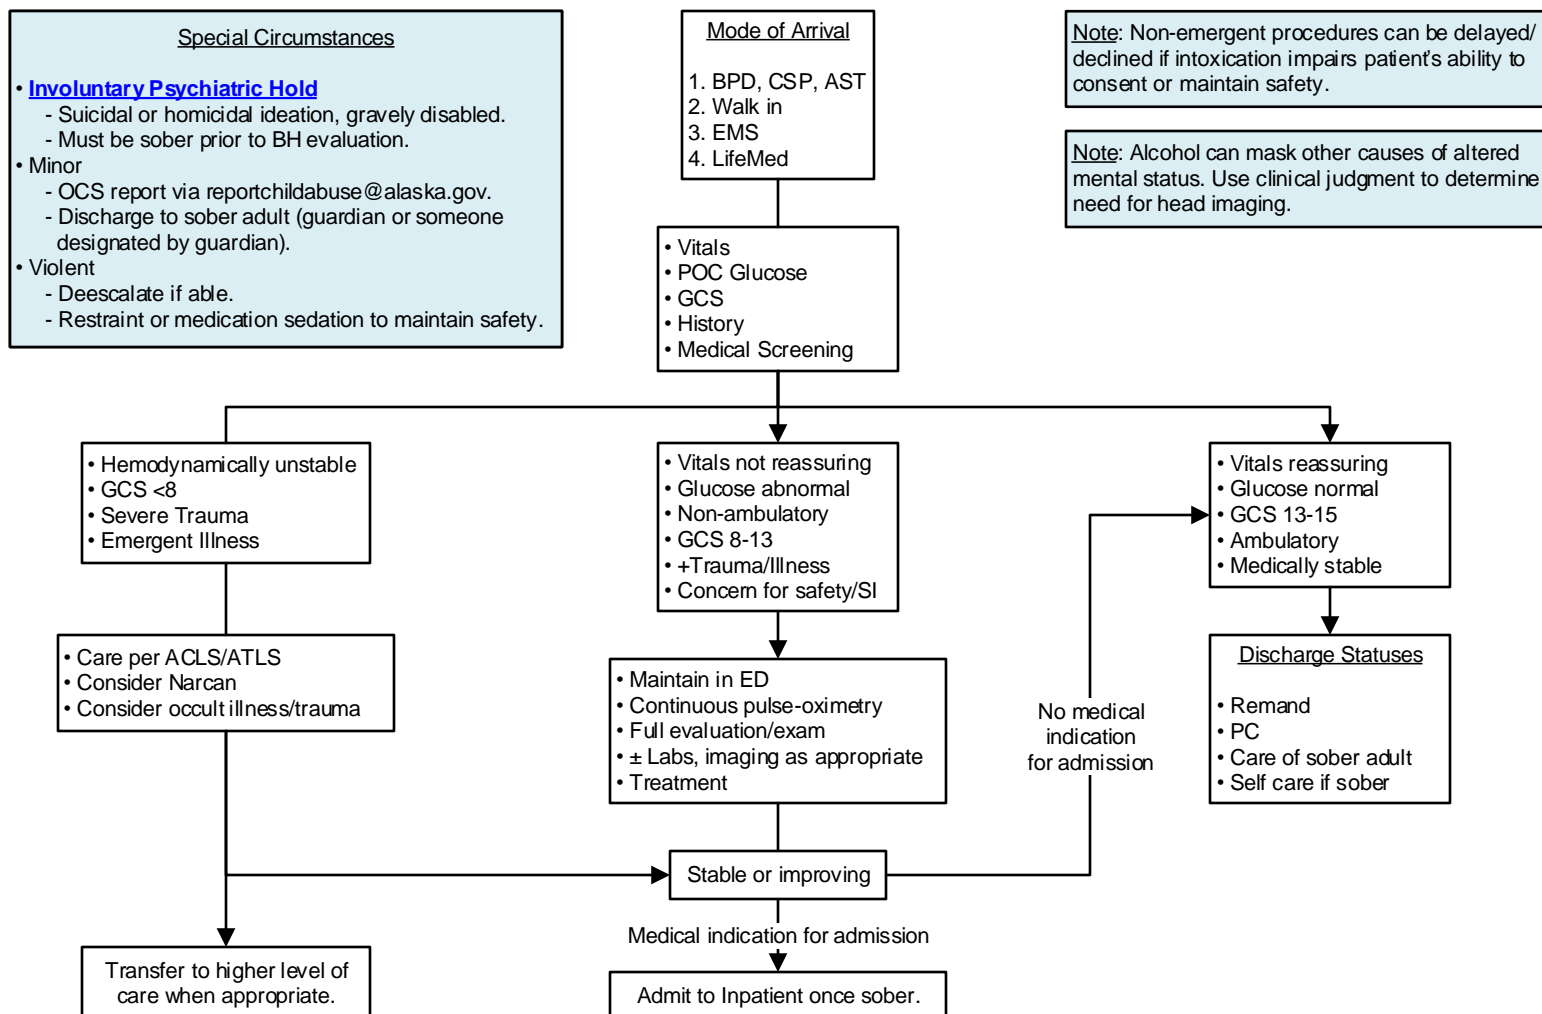 Special Circumstances
• Involuntary Psychiatric Hold
- Suicidal or homicidal ideation, gravely disabled.
- Must be sober prior to BH evaluation.
• Minor
- OCS report via reportchildabuse@alaska.gov.
- Discharge to sober adult (guardian or someone
designated by guardian).
• Violent
- Deescalate if able.
- Restraint or medication sedation to maintain safety.
Mode of Arrival
1. BPD, CSP, AST
2. Walk in
3. EMS
4. LifeMed
Note: Non-emergent procedures can be delayed/
declined if intoxication impairs patient's ability to
consent or maintain safety.
Note: Alcohol can mask other causes of altered
mental status. Use clinical judgment to determine
need for head imaging.
• Vitals
• POC Glucose
• GCS
• History
• Medical Screening
• Hemodynamically unstable
• GCS <8
• Severe Trauma
• Emergent Illness
• Vitals not reassuring
• Glucose abnormal
• Non-ambulatory
• GCS 8-13
• +Trauma/Illness
• Concern for safety/SI
• Vitals reassuring
• Glucose normal
• GCS 13-15
• Ambulatory
• Medically stable
• Care per ACLS/ATLS
• Consider Narcan
• Consider occult illness/trauma
• Maintain in ED
• Continuous pulse-oximetry
• Full evaluation/exam
• ± Labs, imaging as appropriate
• Treatment
No medical
indication
for admission
Discharge Statuses
• Remand
• PC
• Care of sober adult
• Self care if sober
Stable or improving
Medical indication for admission
Transfer to higher level of
care when appropriate.
Admit to Inpatient once sober.